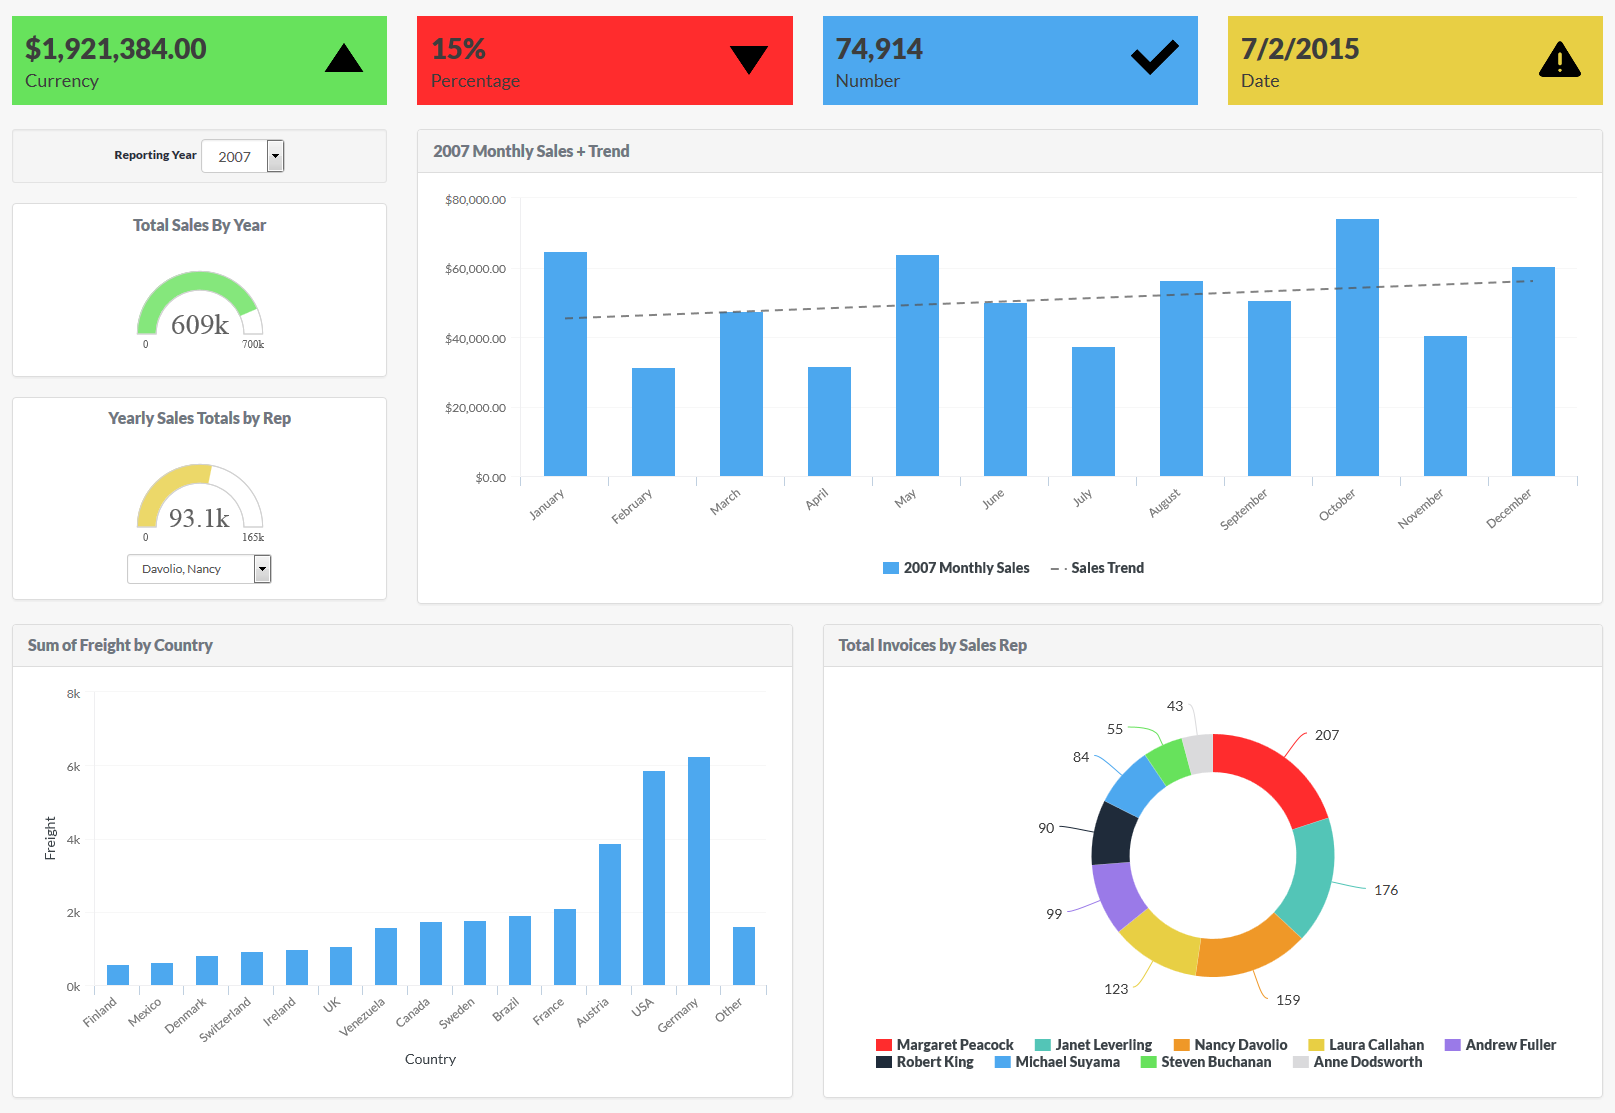 $1,921,384.00
Currency
15%
Percentage
74,914
Number
7/2/2015
Date
Reporting Year 2007
Total Sales By Year
609k
0 700k
Yearly Sales Totals by Rep
93.1k
0 165k
Davolio, Nancy
2007 Monthly Sales + Trend
$80,000.00
$60,000.00
$40,000.00
$20,000.00
$0.00
January February March April May June July August September October November December
2007 Monthly Sales Sales Trend
Sum of Freight by Country
8k
6k
4k
2k
0k
Freight
Finland Mexico Denmark Switzerland Ireland UK Venezuela Canada Sweden Brazil France Austria USA Germany Other
Country
Total Invoices by Sales Rep
43
207
55
84
90
176
99
123
159
Margaret Peacock Janet Leverling Nancy Davolio Laura Callahan Andrew Fuller
Robert King Michael Suyama Steven Buchanan Anne Dodsworth